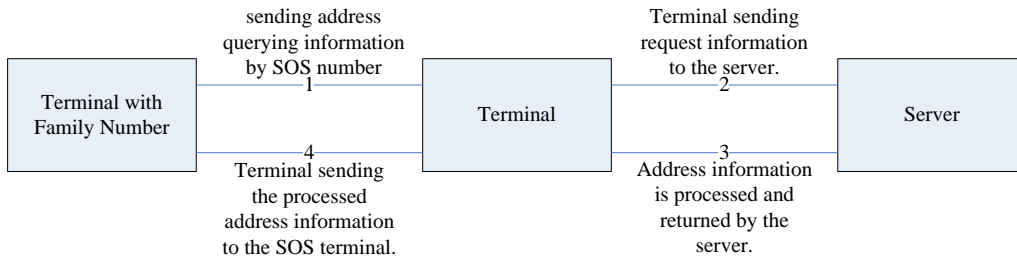 sending address
querying information
by SOS number
1
Terminal sending
request information
to the server.
2
Terminal with
Family Number
Terminal
Server
4
Terminal sending
the processed
address information
to the SOS terminal.
3
Address information
is processed and
returned by the
server.